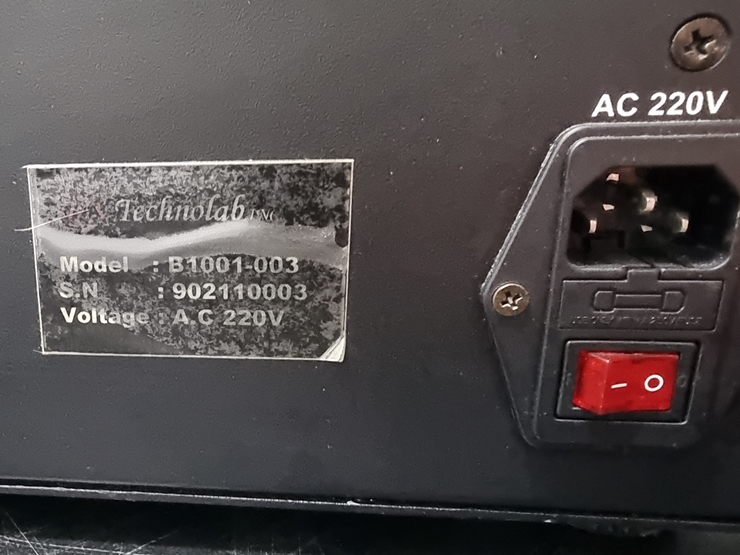 AC 220V
Technolab INC
Model : B1001-003
S.N : 902110003
Voltage : A.C 220V
– O